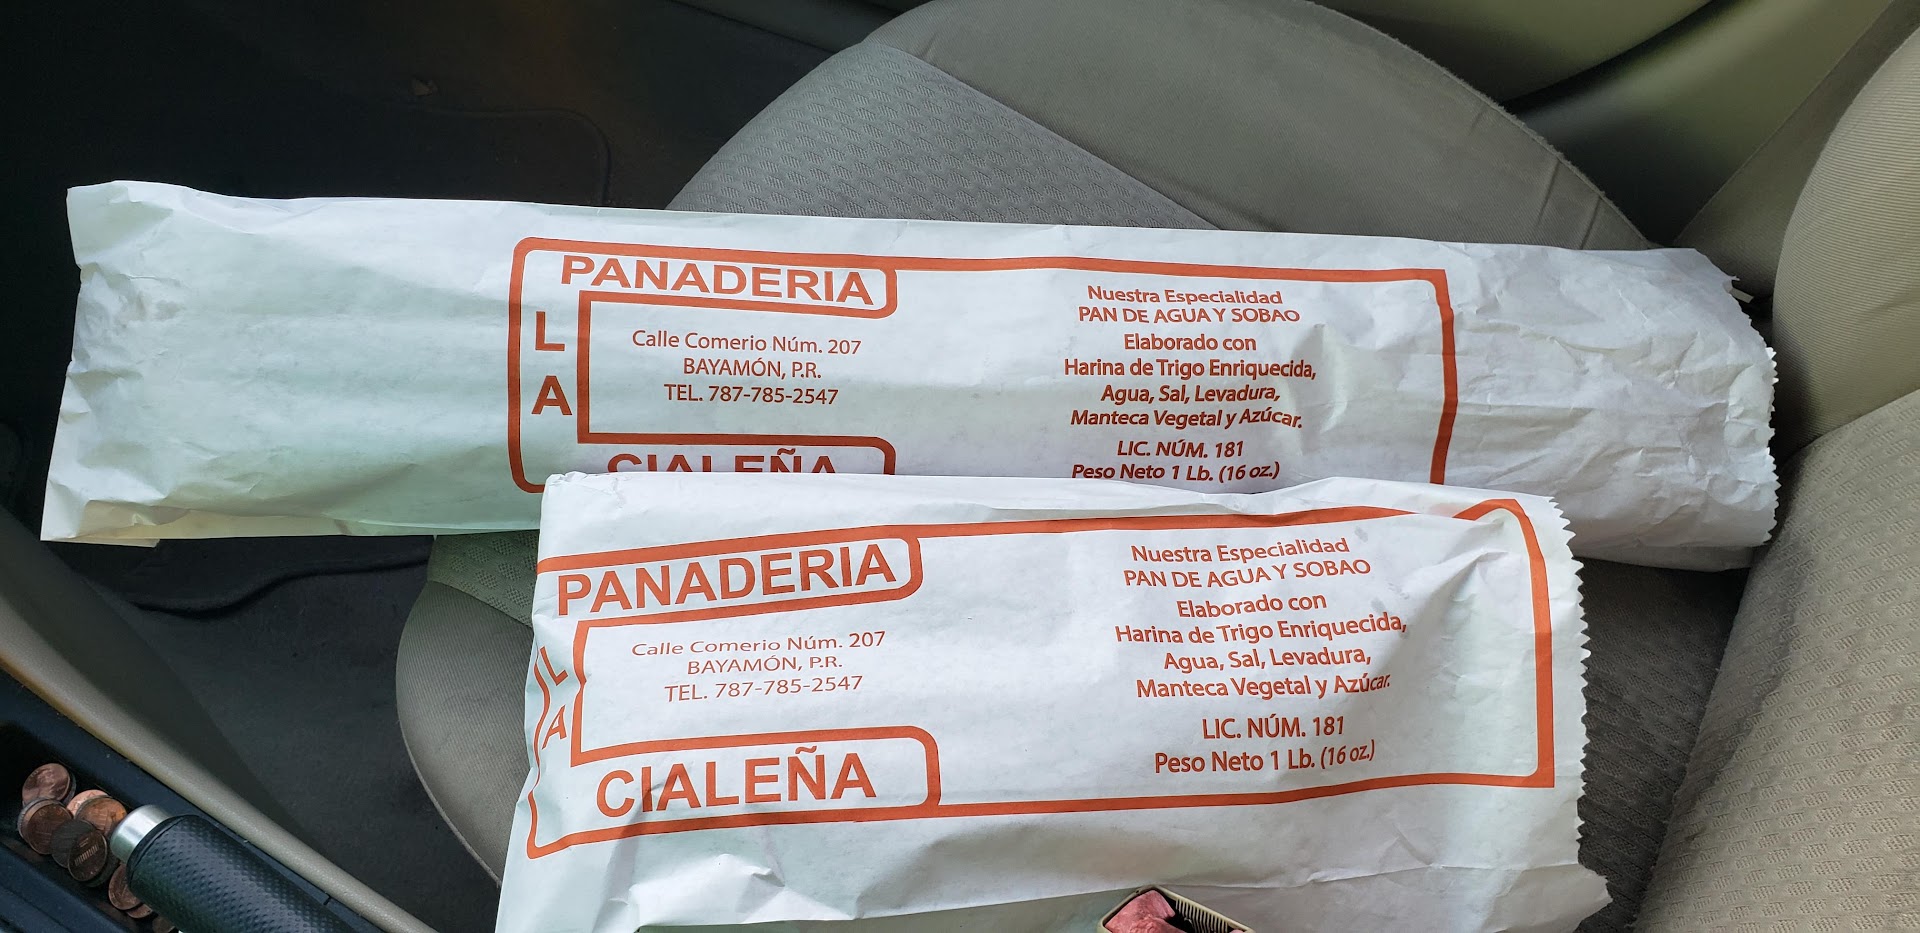 PANADERIA
LA
Calle Comerio Núm. 207
BAYAMÓN, P.R.
TEL. 787-785-2547
CIALEÑA
Nuestra Especialidad
PAN DE AGUA Y SOBAO
Elaborado con
Harina de Trigo Enriquecida,
Agua, Sal, Levadura,
Manteca Vegetal y Azúcar.
LIC. NÚM. 181
Peso Neto 1 Lb. (16 oz.)
PANADERIA
LA
Calle Comerio Núm. 207
BAYAMÓN, P.R.
TEL. 787-785-2547
CIALEÑA
Nuestra Especialidad
PAN DE AGUA Y SOBAO
Elaborado con
Harina de Trigo Enriquecida,
Agua, Sal, Levadura,
Manteca Vegetal y Azúcar.
LIC. NÚM. 181
Peso Neto 1 Lb. (16 oz.)